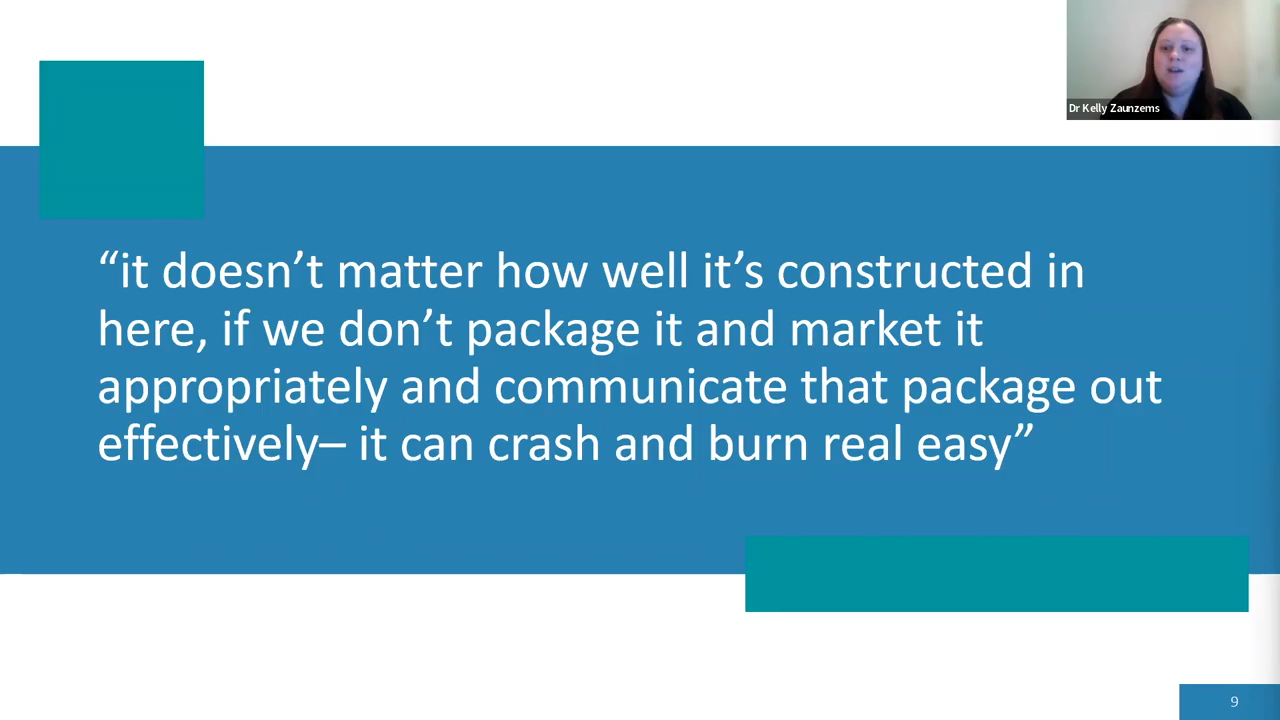 Dr Kelly Zaunzems
“it doesn’t matter how well it’s constructed in
here, if we don’t package it and market it
appropriately and communicate that package out
effectively– it can crash and burn real easy”
9